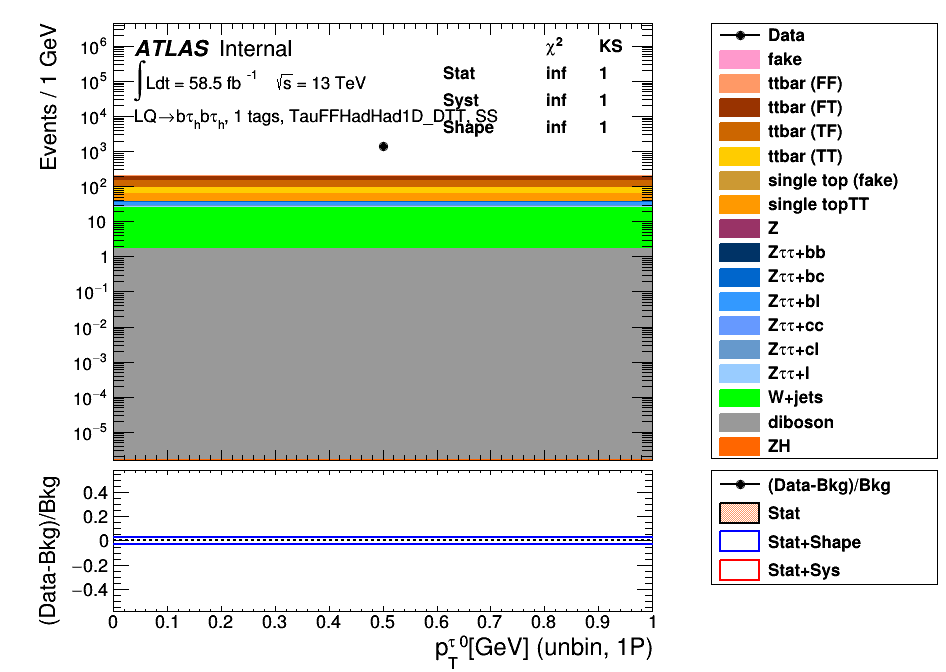 ATLAS Internal
∫Ldt = 58.5 fb⁻¹ √s = 13 TeV
LQ→bτₕbτₕ, 1 tags, TauFFHadHad1D_DTT, SS
χ² KS
Stat inf 1
Syst inf 1
Shape inf 1
Events / 1 GeV
10⁶
10⁵
10⁴
10³
10²
10
1
10⁻¹
10⁻²
10⁻³
10⁻⁴
10⁻⁵
Data
fake
ttbar (FF)
ttbar (FT)
ttbar (TF)
ttbar (TT)
single top (fake)
single topTT
Z
Zττ+bb
Zττ+bc
Zττ+bl
Zττ+cc
Zττ+cl
Zττ+l
W+jets
diboson
ZH
(Data-Bkg)/Bkg
0.4
0.2
0
−0.2
−0.4
0 0.1 0.2 0.3 0.4 0.5 0.6 0.7 0.8 0.9 1
p_T^τ 0[GeV] (unbin, 1P)
(Data-Bkg)/Bkg
Stat
Stat+Shape
Stat+Sys